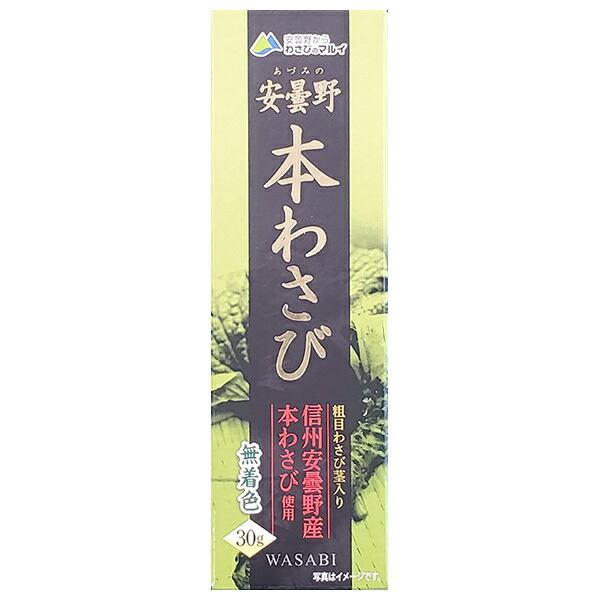 安曇野から
わさびのマルイ
あづみの
安曇野
本わさび
粗目わさび茎入り
信州安曇野産
本わさび使用
無着色
30g
WASABI
写真はイメージです。